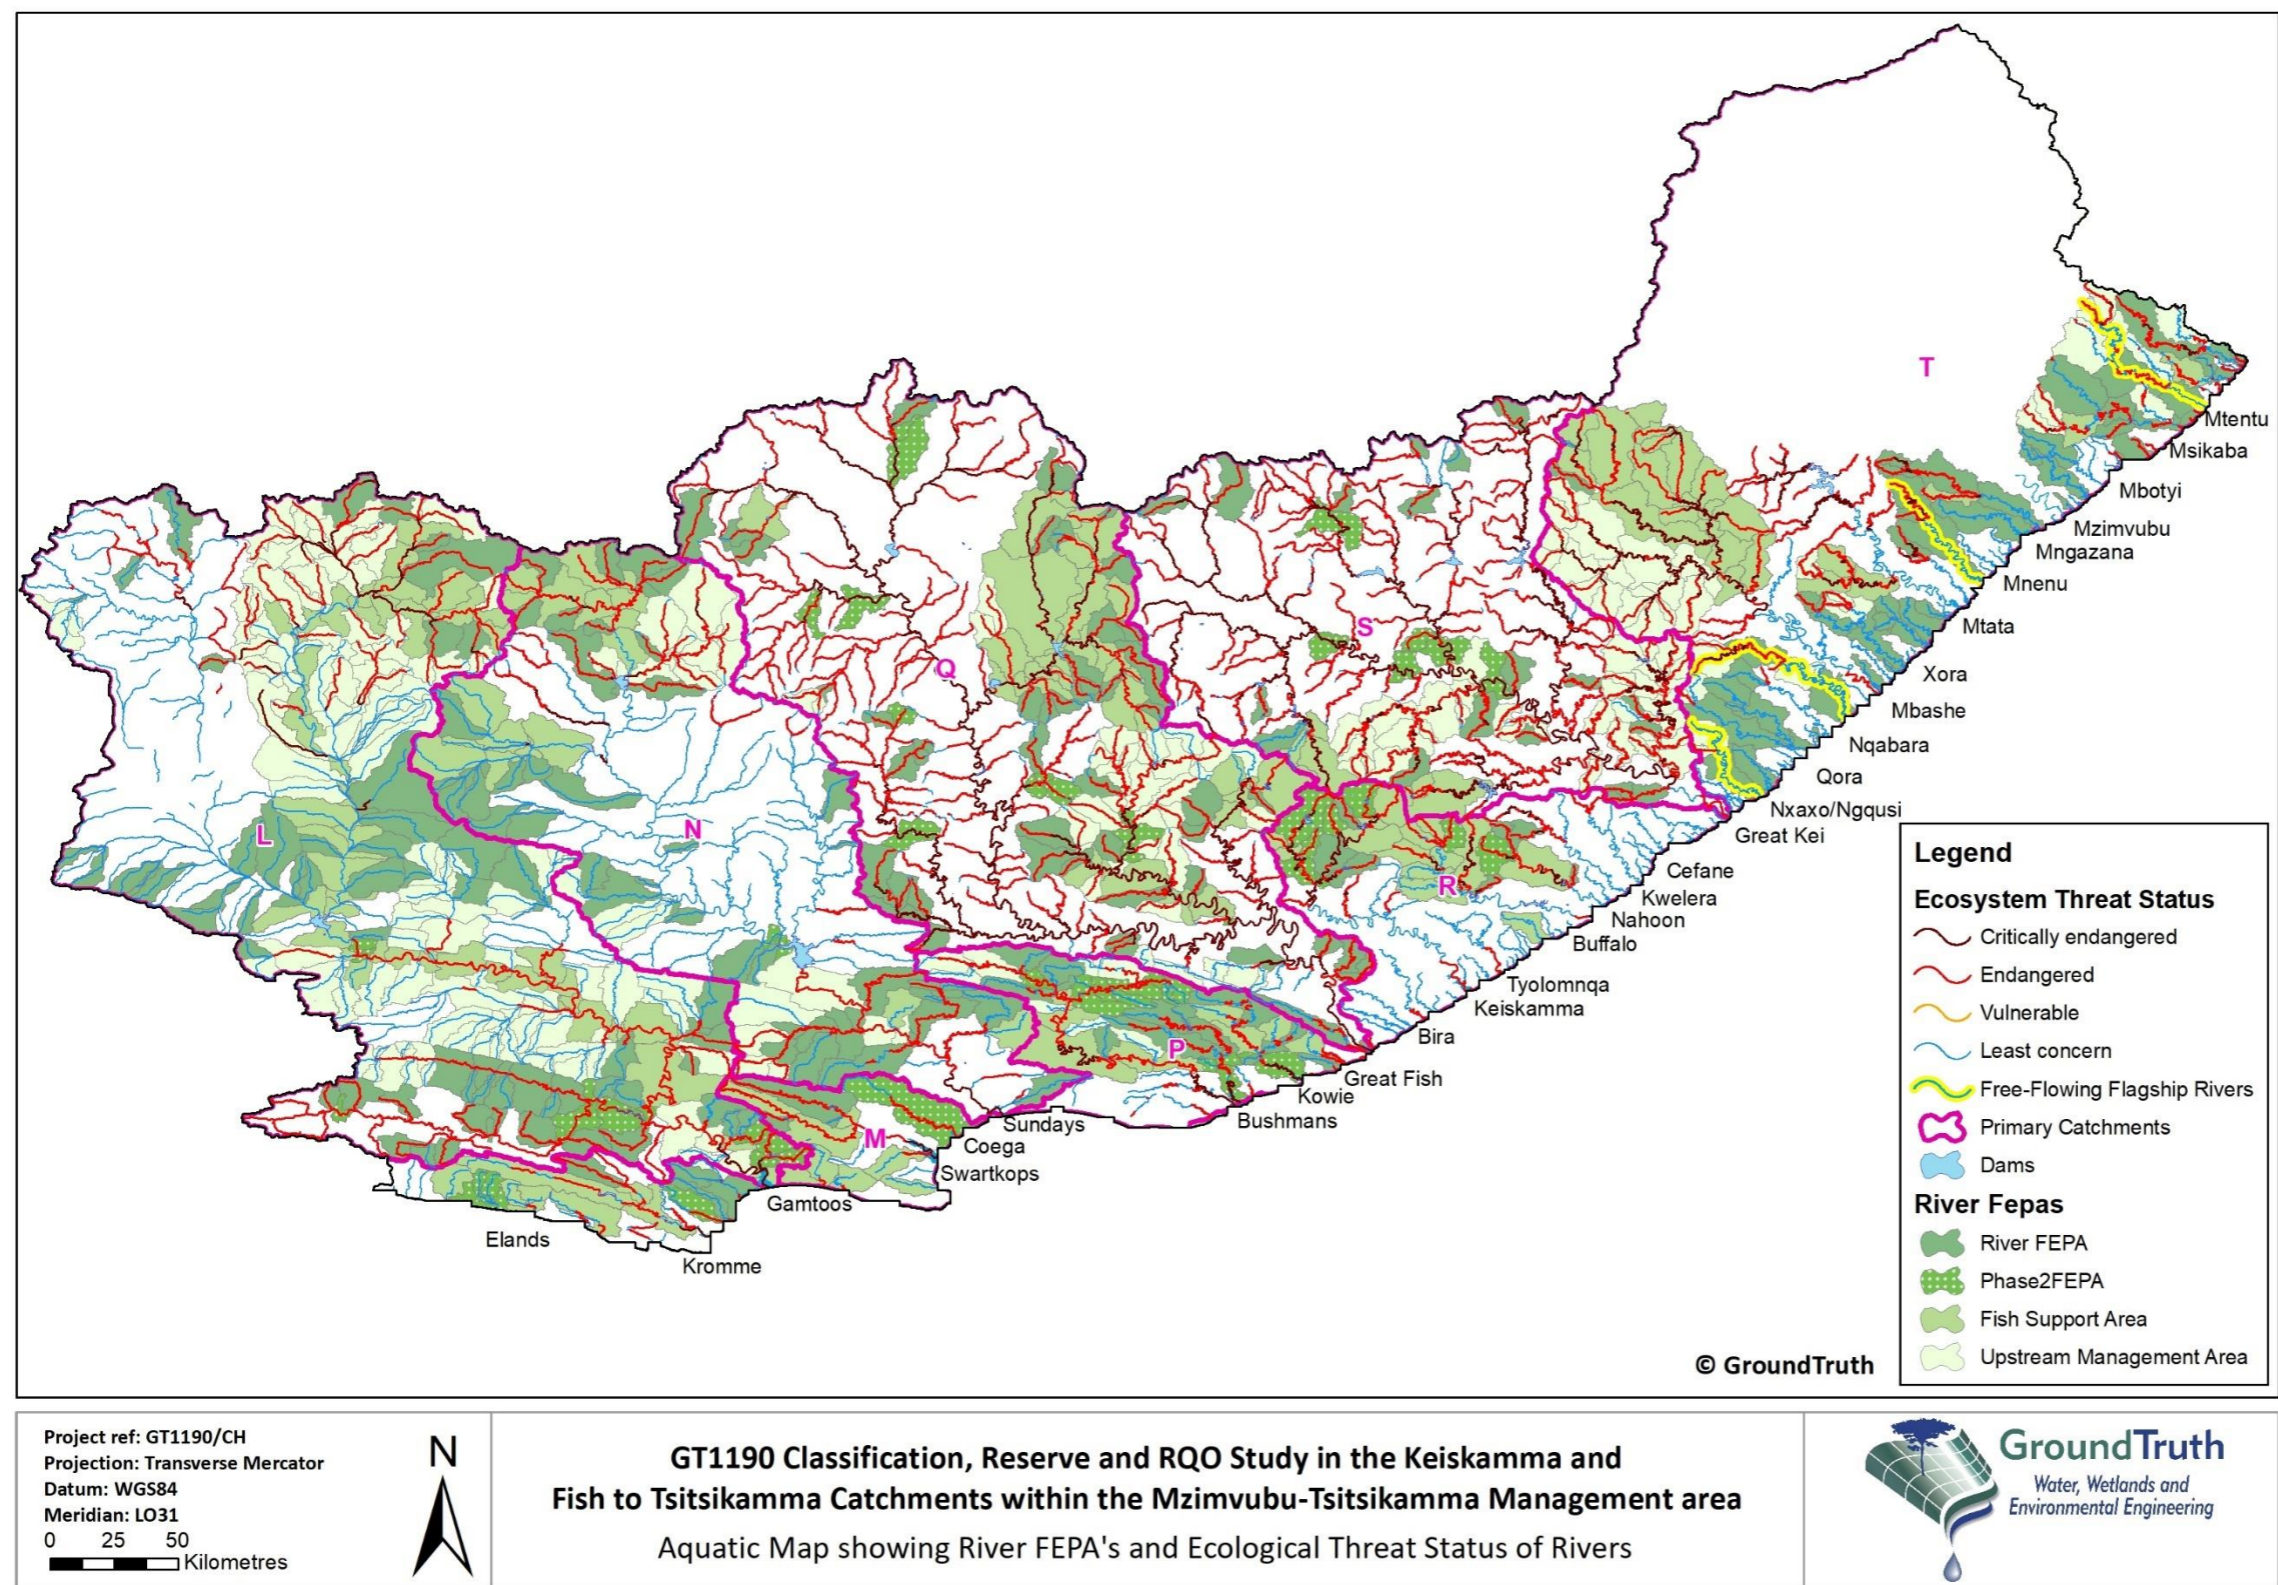 T
Mtentu
Msikaba
Mbotyi
Mzimvubu
Mngazana
Mnenu
Mtata
S
Q
Xora
Mbashe
Nqabara
Qora
Nxaxo/Ngqusi
Great Kei
N
L
Cefane
R
Kwelera
Nahoon
Buffalo
Tyolomnqa
Keiskamma
Bira
P
Great Fish
Kowie
Bushmans
Sundays
M
Coega
Swartkops
Gamtoos
Elands
Kromme
Legend
Ecosystem Threat Status
Critically endangered
Endangered
Vulnerable
Least concern
Free-Flowing Flagship Rivers
Primary Catchments
Dams
River Fepas
River FEPA
Phase2FEPA
Fish Support Area
Upstream Management Area
© GroundTruth
Project ref: GT1190/CH
Projection: Transverse Mercator
Datum: WGS84
Meridian: LO31
0 25 50
Kilometres
N
GT1190 Classification, Reserve and RQO Study in the Keiskamma and
Fish to Tsitsikamma Catchments within the Mzimvubu-Tsitsikamma Management area
Aquatic Map showing River FEPA's and Ecological Threat Status of Rivers
GroundTruth
Water, Wetlands and
Environmental Engineering